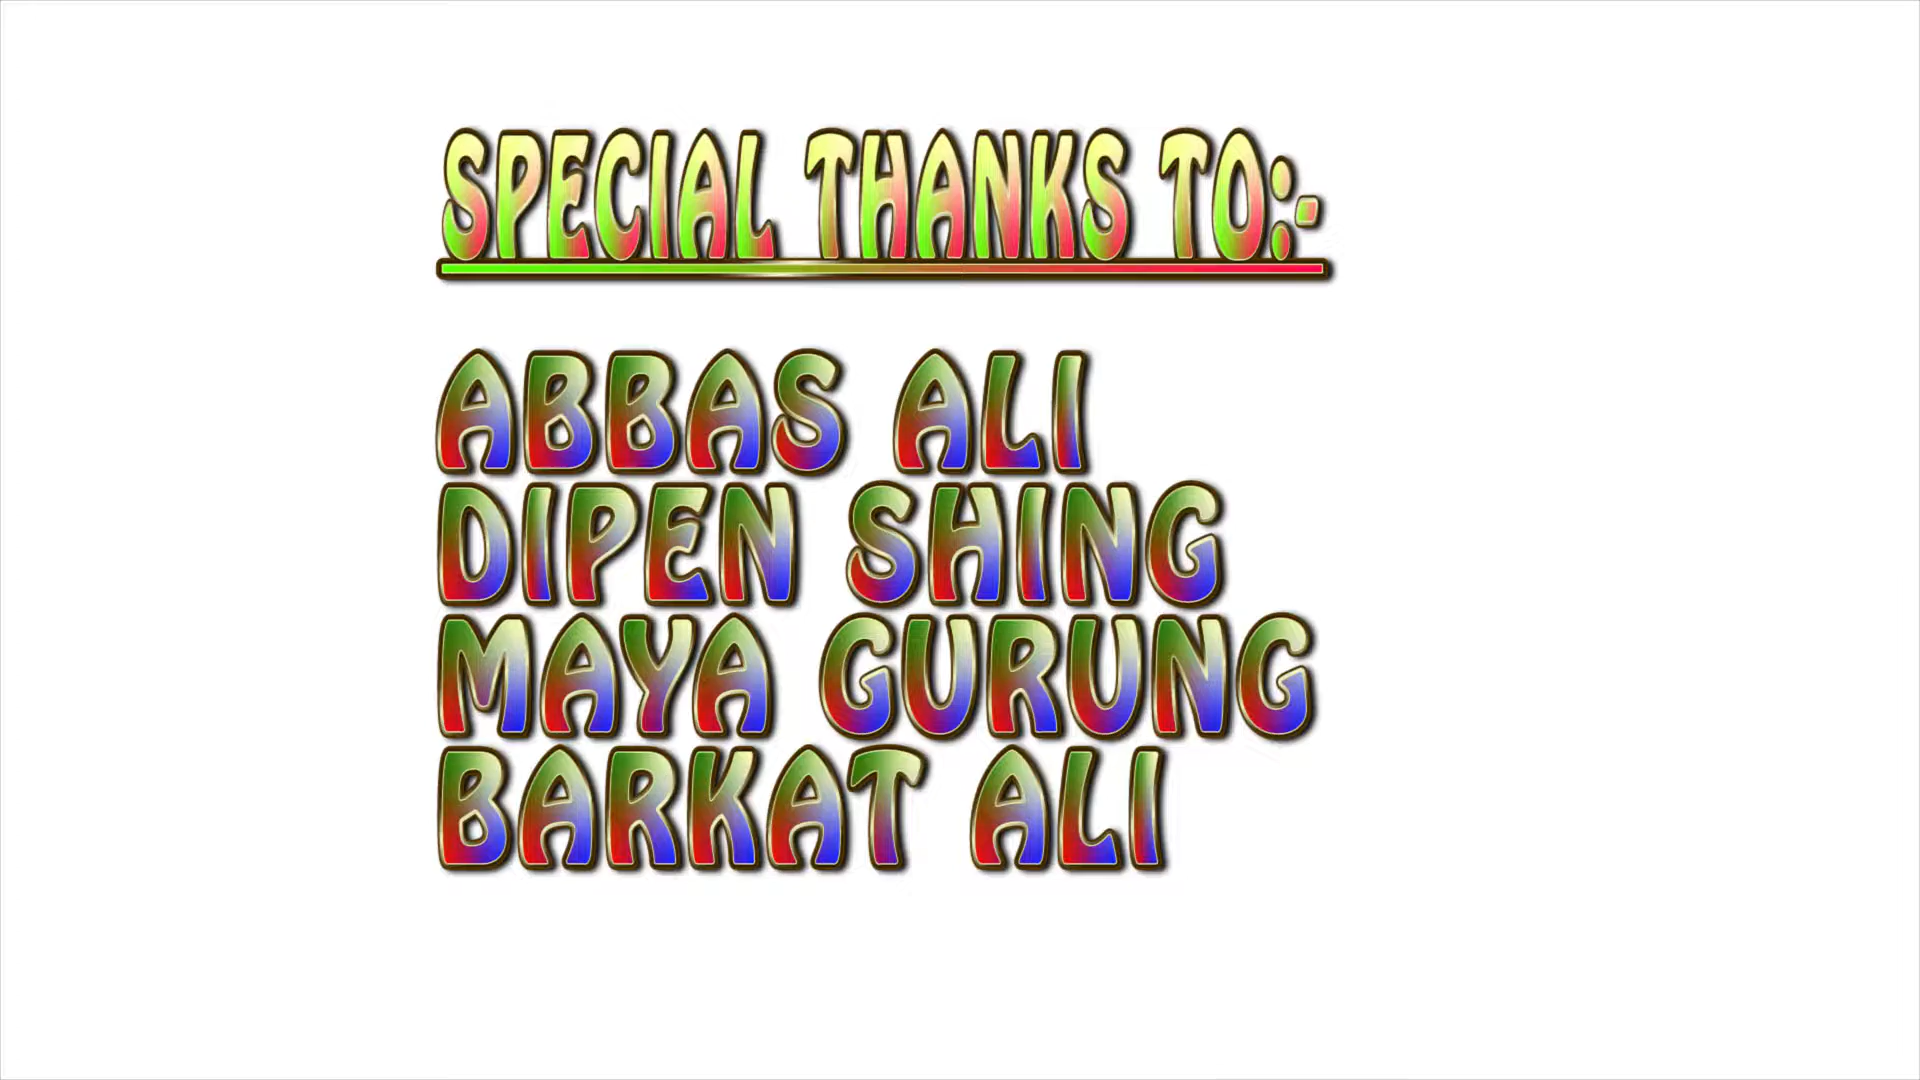 SPECIAL THANKS TO:-
ABBAS ALI
DIPEN SHING
MAYA GURUNG
BARKAT ALI